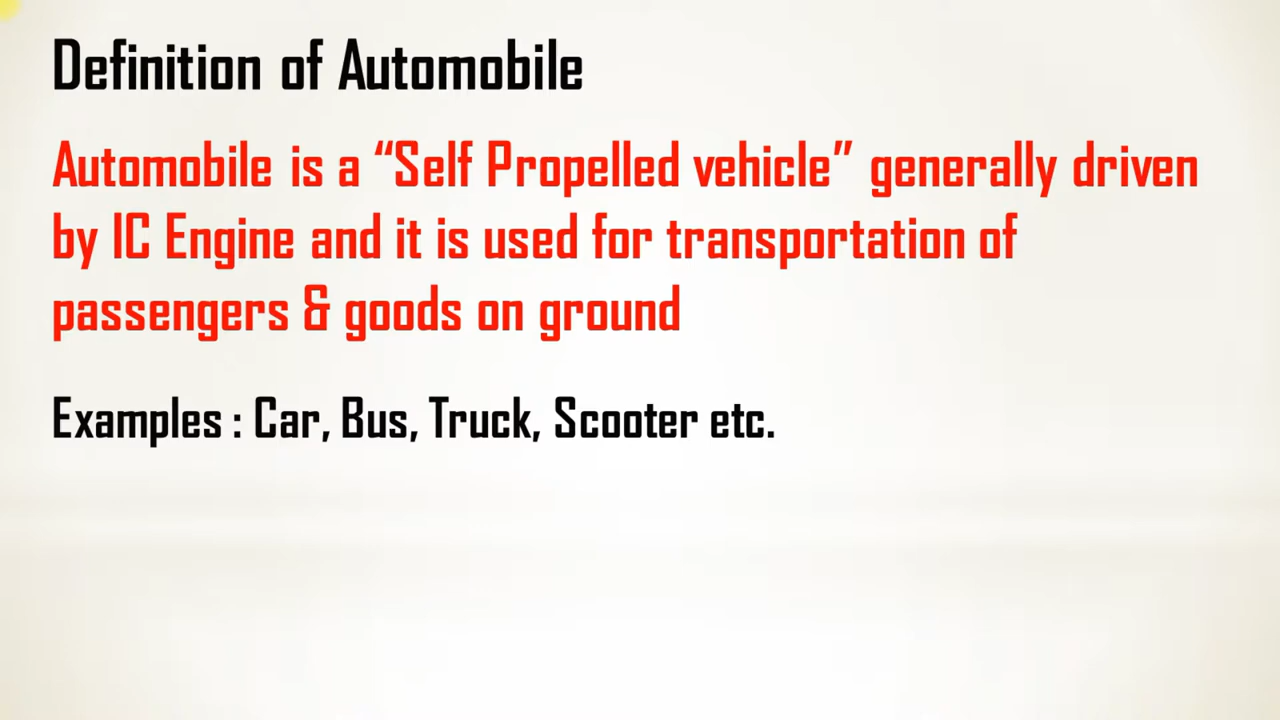 Definition of Automobile
Automobile is a “Self Propelled vehicle” generally driven
by IC Engine and it is used for transportation of
passengers & goods on ground
Examples : Car, Bus, Truck, Scooter etc.